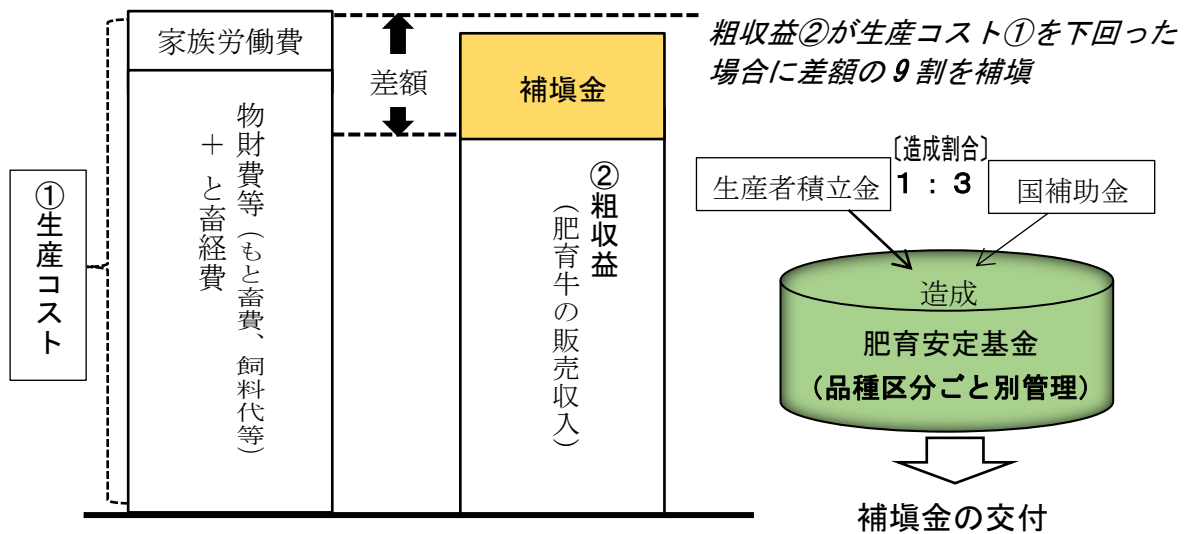 家族労働費
物財費等（もと畜費、飼料代等）
＋ と畜経費
①生産コスト
差額
補塡金
②粗収益
（肥育牛の販売収入）
粗収益②が生産コスト①を下回った
場合に差額の９割を補塡
〔造成割合〕
生産者積立金
１：３
国補助金
造成
肥育安定基金
（品種区分ごと別管理）
補塡金の交付